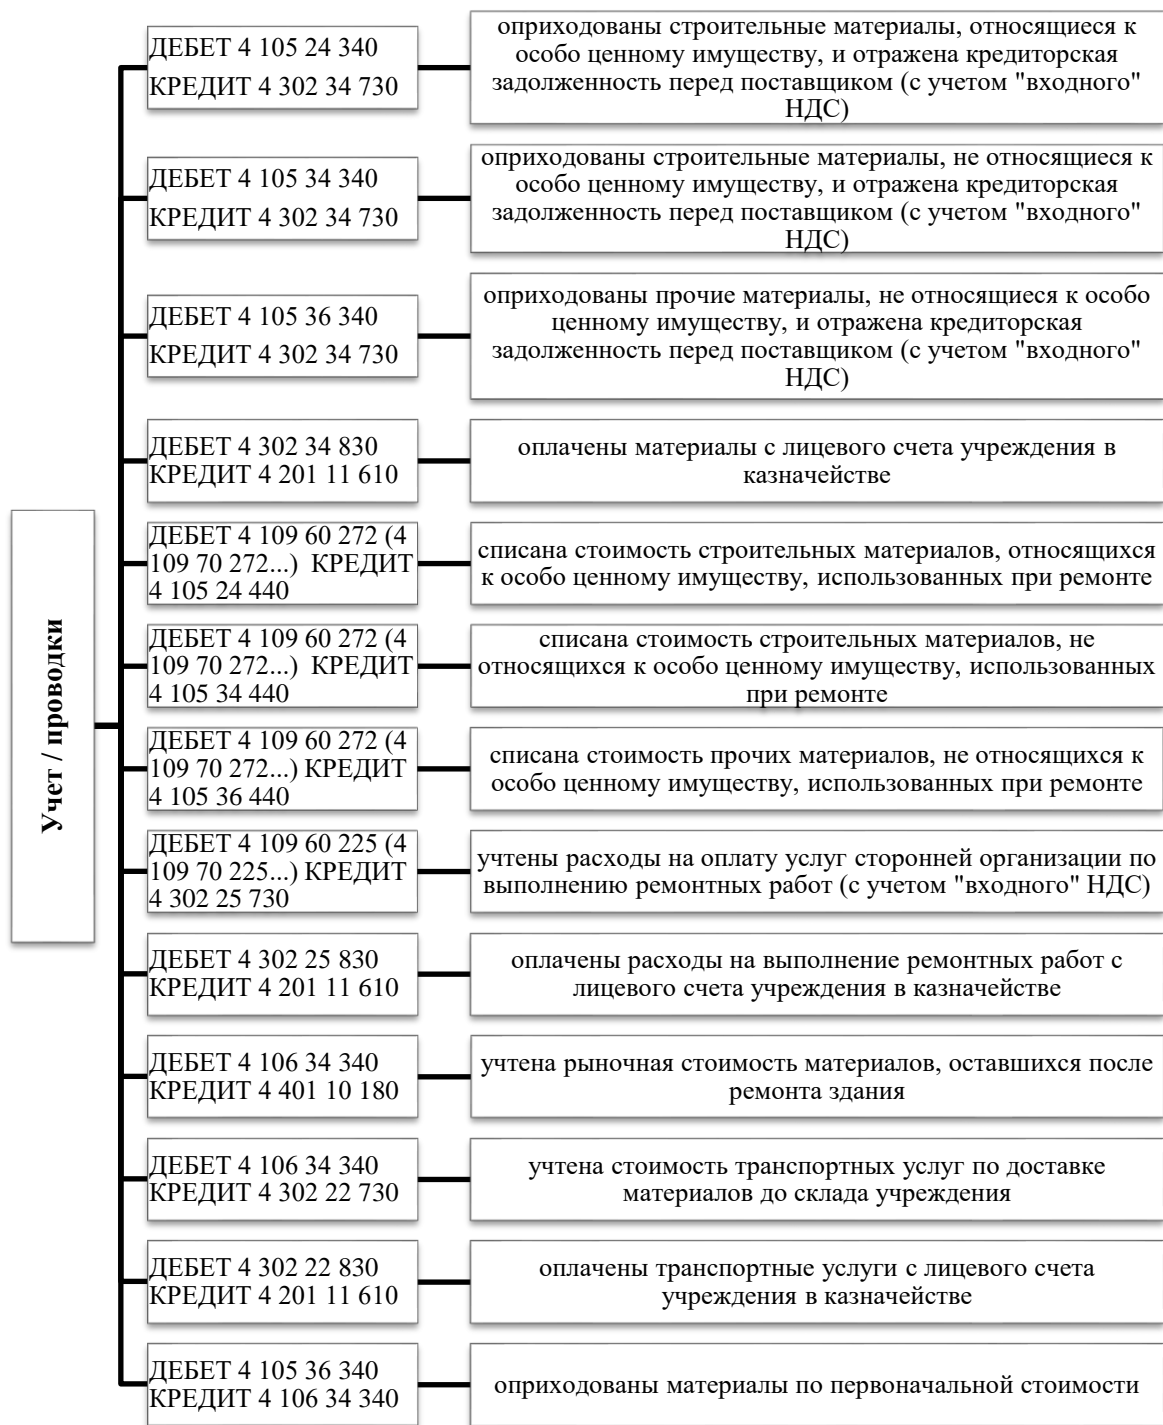 Учет / проводки
ДЕБЕТ 4 105 24 340
КРЕДИТ 4 302 34 730
оприходованы строительные материалы, относящиеся к
особо ценному имуществу, и отражена кредиторская
задолженность перед поставщиком (с учетом "входного"
НДС)
ДЕБЕТ 4 105 34 340
КРЕДИТ 4 302 34 730
оприходованы строительные материалы, не относящиеся к
особо ценному имуществу, и отражена кредиторская
задолженность перед поставщиком (с учетом "входного"
НДС)
ДЕБЕТ 4 105 36 340
КРЕДИТ 4 302 34 730
оприходованы прочие материалы, не относящиеся к особо
ценному имуществу, и отражена кредиторская
задолженность перед поставщиком (с учетом "входного"
НДС)
ДЕБЕТ 4 302 34 830
КРЕДИТ 4 201 11 610
оплачены материалы с лицевого счета учреждения в
казначействе
ДЕБЕТ 4 109 60 272 (4
109 70 272...) КРЕДИТ
4 105 24 440
списана стоимость строительных материалов, относящихся
к особо ценному имуществу, использованных при ремонте
ДЕБЕТ 4 109 60 272 (4
109 70 272...) КРЕДИТ
4 105 34 440
списана стоимость строительных материалов, не
относящихся к особо ценному имуществу, использованных
при ремонте
ДЕБЕТ 4 109 60 272 (4
109 70 272...) КРЕДИТ
4 105 36 440
списана стоимость прочих материалов, не относящихся к
особо ценному имуществу, использованных при ремонте
ДЕБЕТ 4 109 60 225 (4
109 70 225...) КРЕДИТ
4 302 25 730
учтены расходы на оплату услуг сторонней организации по
выполнению ремонтных работ (с учетом "входного" НДС)
ДЕБЕТ 4 302 25 830
КРЕДИТ 4 201 11 610
оплачены расходы на выполнение ремонтных работ с
лицевого счета учреждения в казначействе
ДЕБЕТ 4 106 34 340
КРЕДИТ 4 401 10 180
учтена рыночная стоимость материалов, оставшихся после
ремонта здания
ДЕБЕТ 4 106 34 340
КРЕДИТ 4 302 22 730
учтена стоимость транспортных услуг по доставке
материалов до склада учреждения
ДЕБЕТ 4 302 22 830
КРЕДИТ 4 201 11 610
оплачены транспортные услуги с лицевого счета
учреждения в казначействе
ДЕБЕТ 4 105 36 340
КРЕДИТ 4 106 34 340
оприходованы материалы по первоначальной стоимости